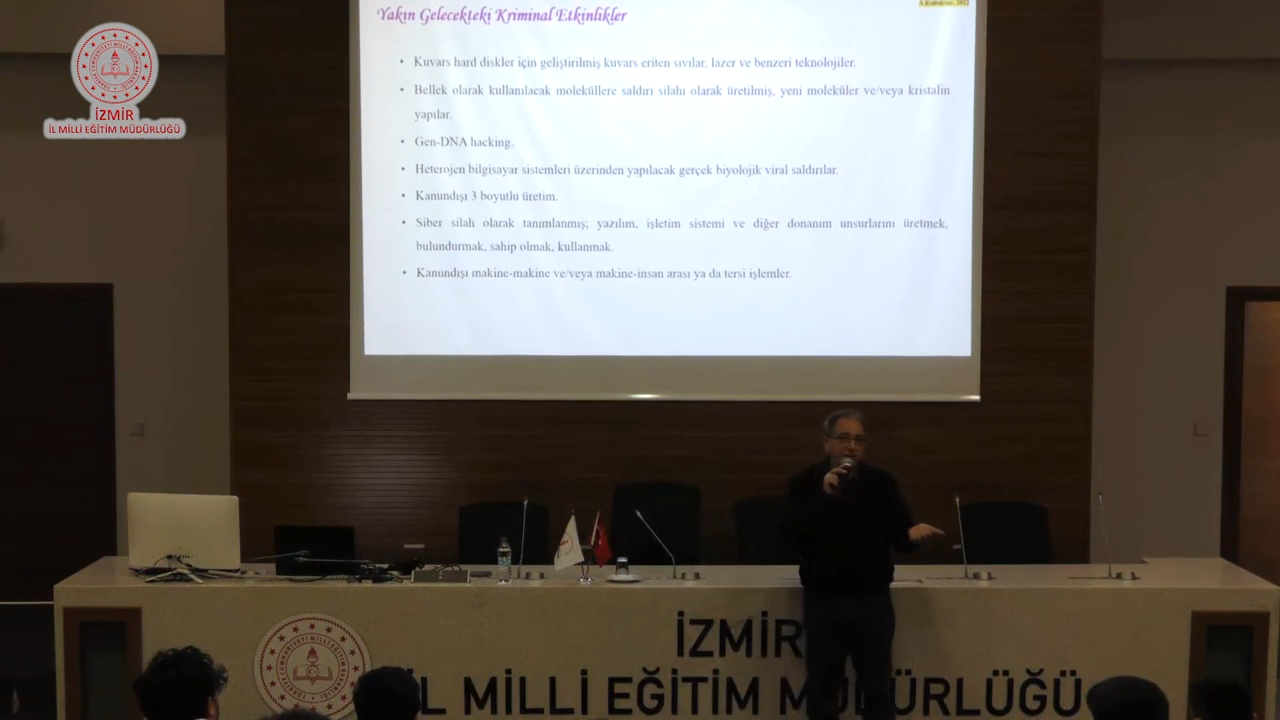 Yakın Gelecekteki Kriminal Etkinlikler
• Kuvars hard diskler için geliştirilmiş kuvars eriten sıvılar, lazer ve benzeri teknolojiler.
• Bellek olarak kullanılacak moleküllere saldırı silahı olarak üretilmiş, yeni moleküller ve/veya kristalin
yapılar.
• Gen-DNA hacking.
• Heterojen bilgisayar sistemleri üzerinden yapılacak gerçek biyolojik viral saldırılar.
• Kanundışı 3 boyutlu üretim.
• Siber silah olarak tanımlanmış; yazılım, işletim sistemi ve diğer donanım unsurlarını üretmek,
bulundurmak, sahip olmak, kullanmak.
• Kanundışı makine-makine ve/veya makine-insan arası ya da tersi işlemler.
İZMİR
İL MİLLİ EĞİTİM MÜDÜRLÜĞÜ
İZMİR
İL MİLLİ EĞİTİM MÜDÜRLÜĞÜ